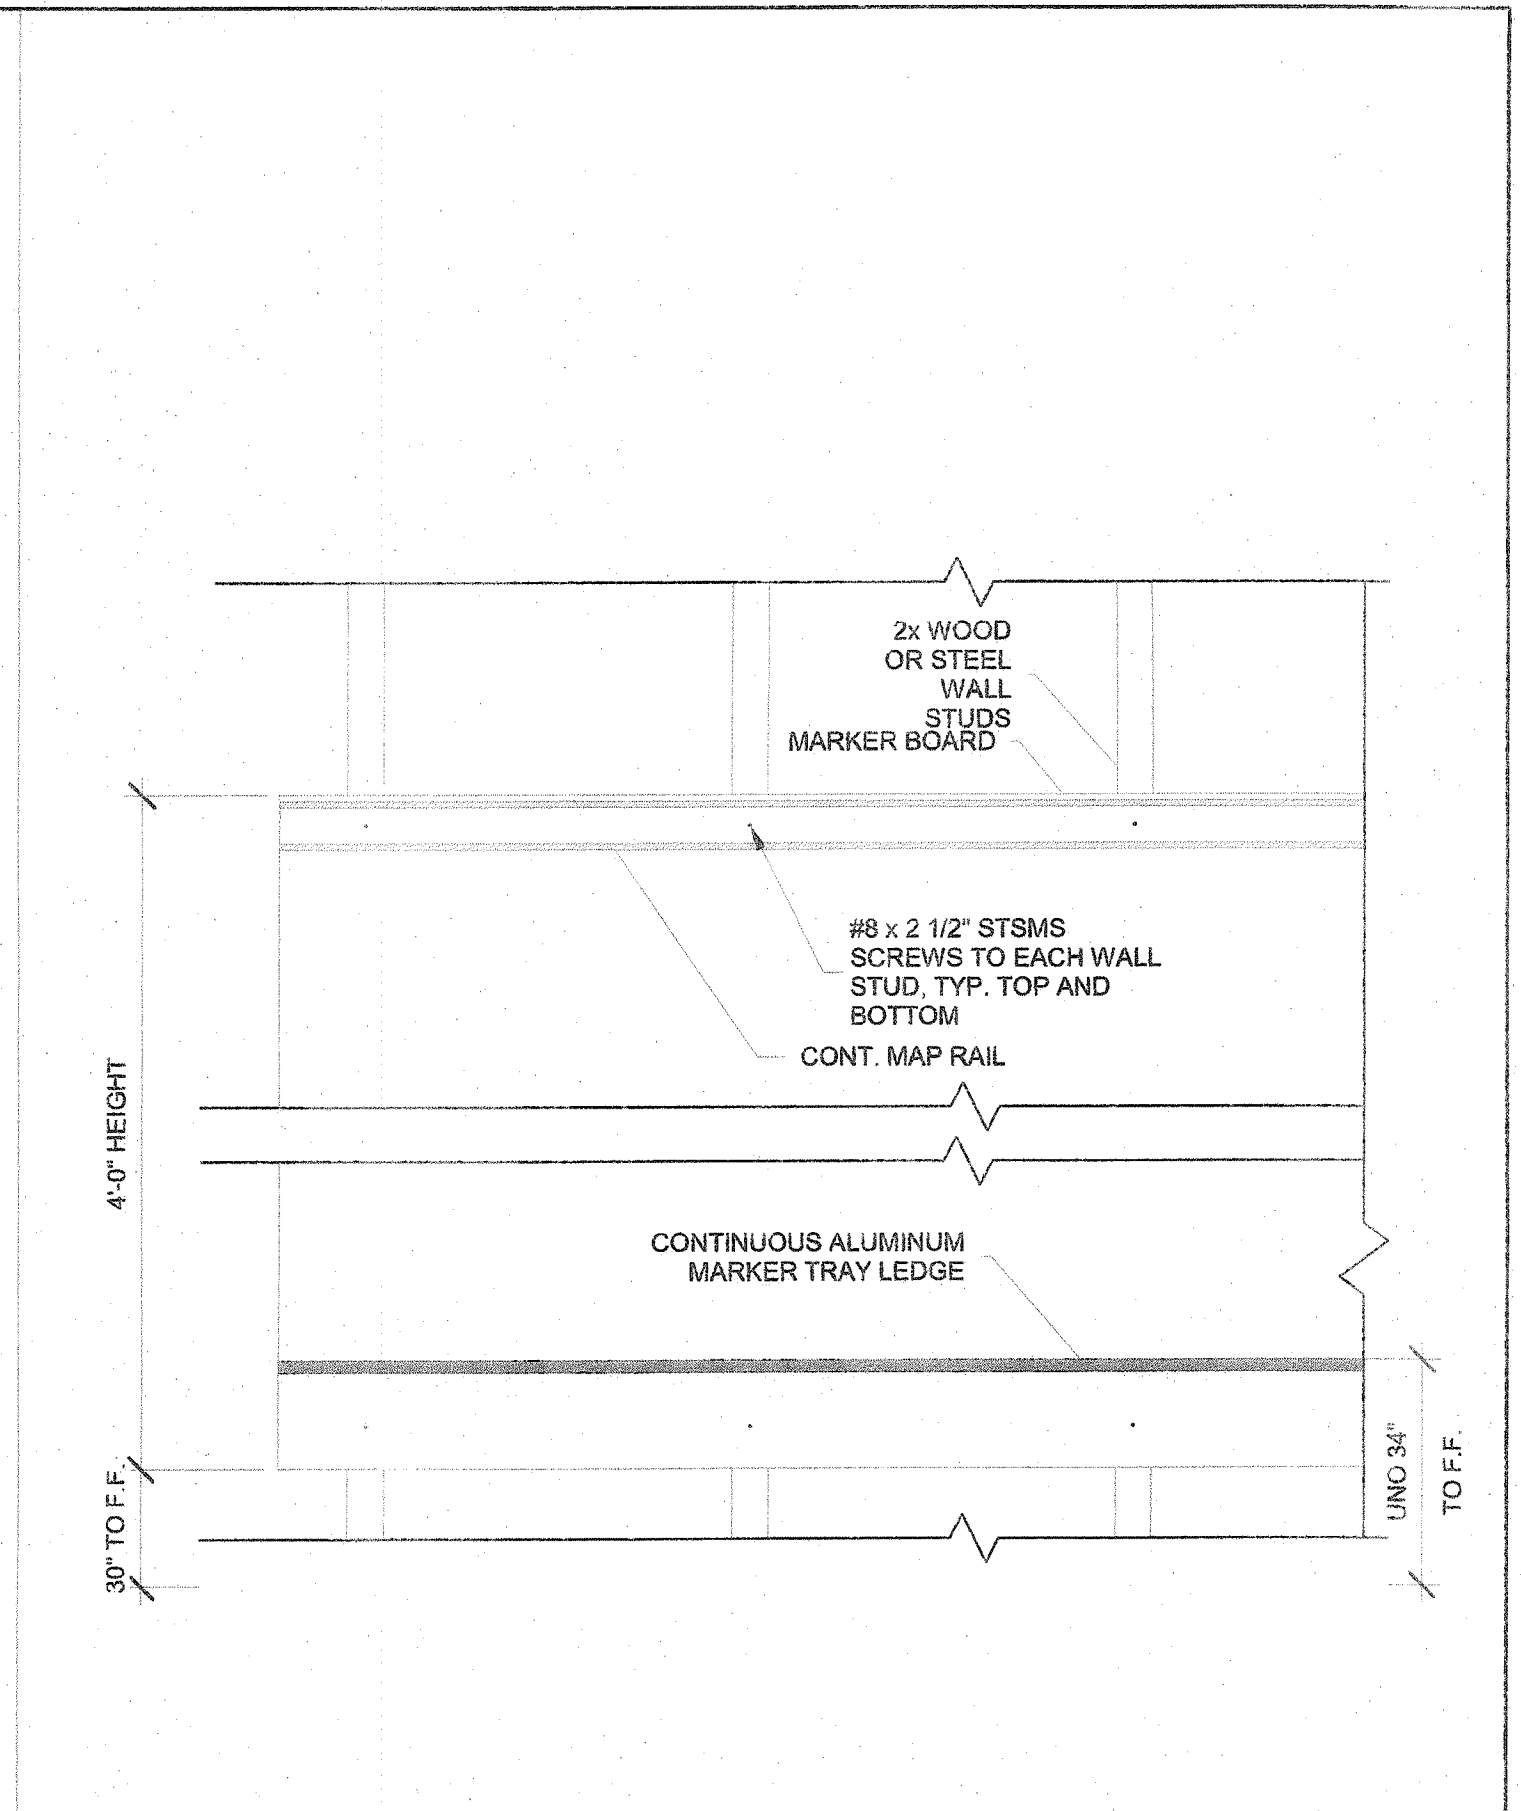 2x WOOD
OR STEEL
WALL
STUDS
MARKER BOARD
#8 x 2 1/2" STSMS
SCREWS TO EACH WALL
STUD, TYP. TOP AND
BOTTOM
CONT. MAP RAIL
4'-0" HEIGHT
CONTINUOUS ALUMINUM
MARKER TRAY LEDGE
30" TO F.F.
UNO 34"
TO F.F.